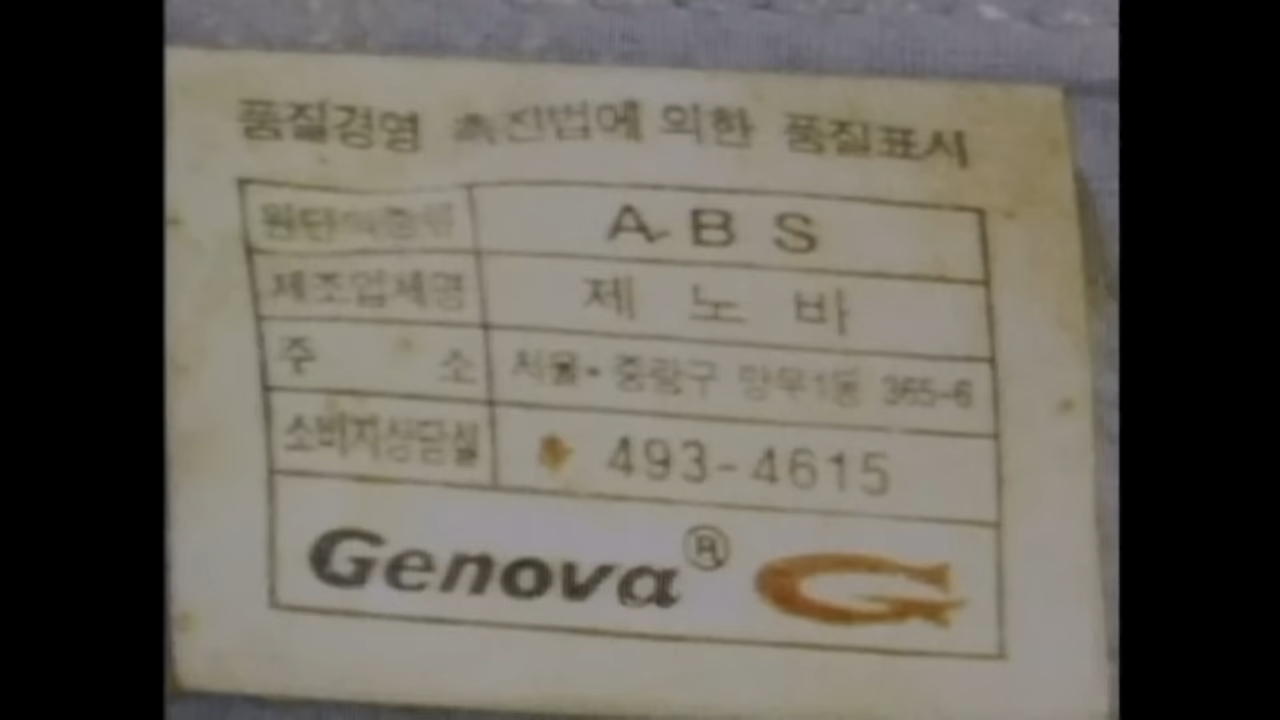 품질경영 촉진법에 의한 품질표시
원단의종류 A B S
제조업체명 제 노 바
주 소 서울· 중랑구 망우1동 365-6
소비자상담실 493-4615
Genova® G